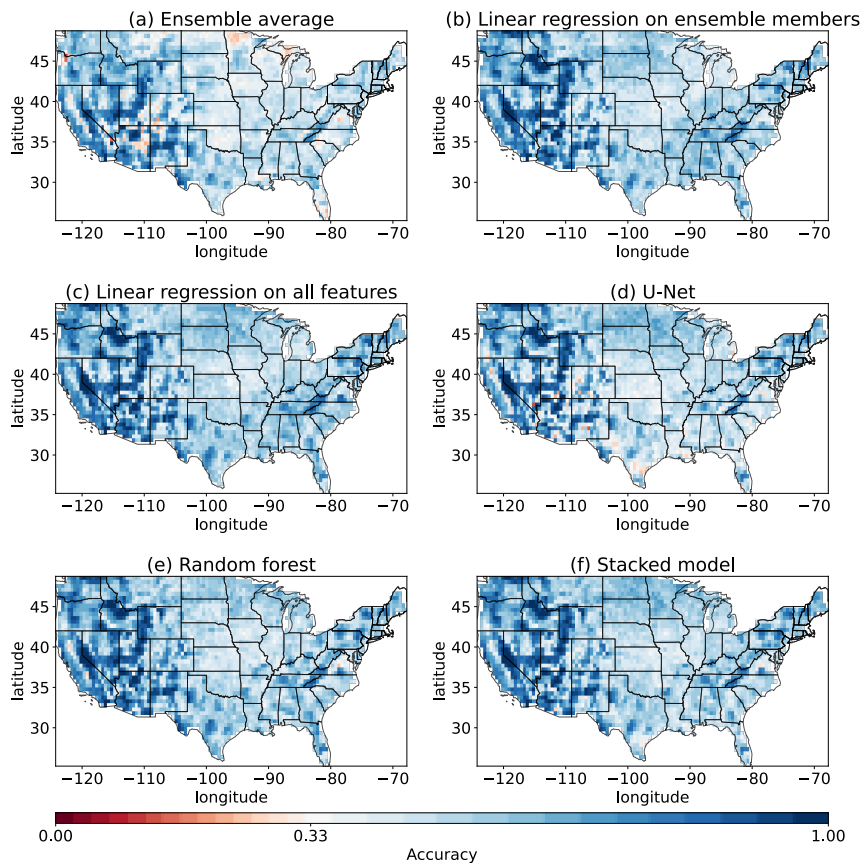 (a) Ensemble average
(b) Linear regression on ensemble members
latitude
45
40
35
30
−120 −110 −100 −90 −80 −70
longitude
latitude
45
40
35
30
−120 −110 −100 −90 −80 −70
longitude
(c) Linear regression on all features
(d) U-Net
latitude
45
40
35
30
−120 −110 −100 −90 −80 −70
longitude
latitude
45
40
35
30
−120 −110 −100 −90 −80 −70
longitude
(e) Random forest
(f) Stacked model
latitude
45
40
35
30
−120 −110 −100 −90 −80 −70
longitude
latitude
45
40
35
30
−120 −110 −100 −90 −80 −70
longitude
0.00 0.33 1.00
Accuracy